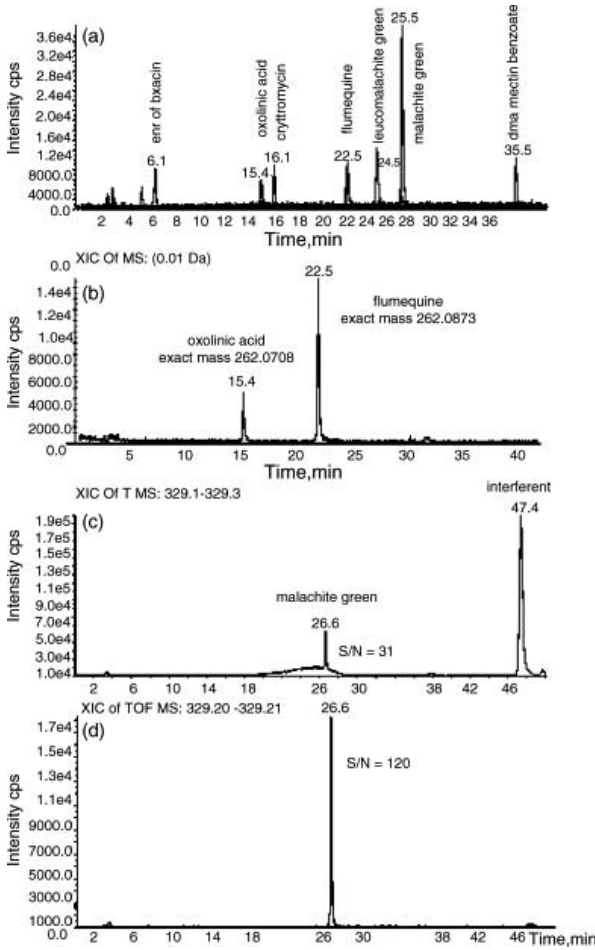 (a)
Intensity cps
3.6e4
3.2e4
2.8e4
2.4e4
2.0e4
1.6e4
1.2e4
8000.0
4000.0
0.0
enr of bxacin
6.1
oxolinic acid
15.4
cryttromycin
16.1
flumequine
22.5
leucomalachite green
24.5
25.5
malachite green
dma mectin benzoate
35.5
2 4 6 8 10 12 14 16 18 20 22 24 26 28 30 32 34 36
Time,min
XIC Of MS: (0.01 Da)
(b)
Intensity cps
0.0
1.4e4
1.2e4
1.0e4
8000.0
6000.0
4000.0
2000.0
oxolinic acid
exact mass 262.0708
15.4
22.5
flumequine
exact mass 262.0873
5 10 15 20 25 30 35 40
Time,min
XIC Of T MS: 329.1-329.3
(c)
Intensity cps
1.9e5
1.7e5
1.5e5
1.3e5
1.1e5
9.0e4
7.0e4
5.0e4
3.0e4
1.0e4
malachite green
26.6
S/N = 31
interferent
47.4
2 6 10 14 18 22 26 30 34 38 42 46
XIC of TOF MS: 329.20 -329.21
(d)
Intensity cps
1.7e4
1.5e4
1.3e4
1.1e4
9000.0
7000.0
5000.0
3000.0
1000.0
26.6
S/N = 120
2 6 10 14 18 22 26 30 34 38 42 46 Time,min